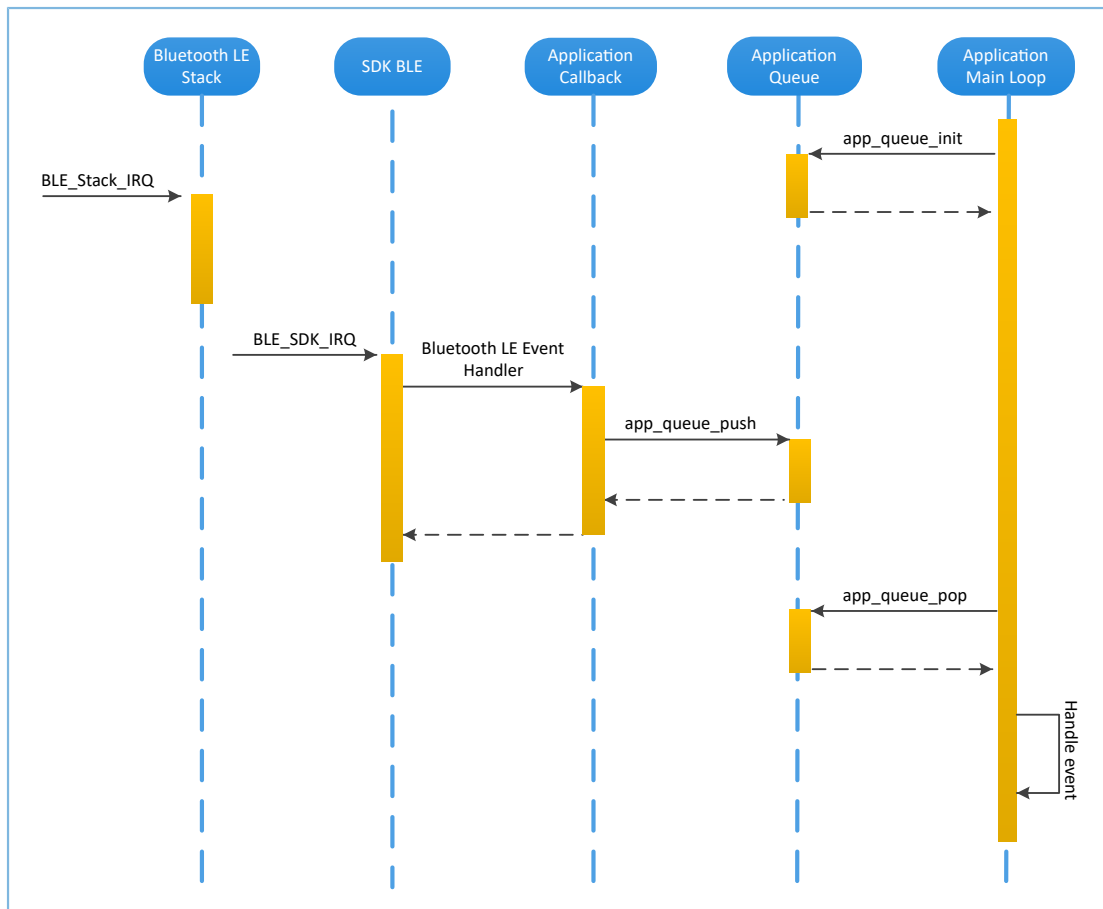 Bluetooth LE
Stack
SDK BLE
Application
Callback
Application
Queue
Application
Main Loop
app_queue_init
BLE_Stack_IRQ
BLE_SDK_IRQ
Bluetooth LE Event
Handler
app_queue_push
app_queue_pop
Handle event